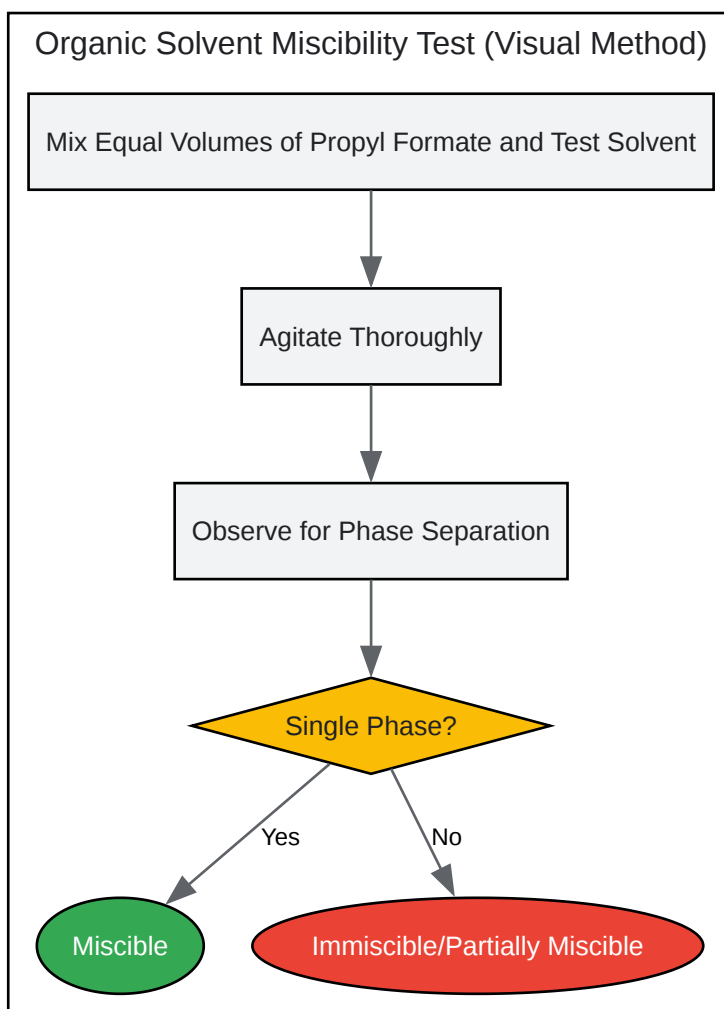 Organic Solvent Miscibility Test (Visual Method)
Mix Equal Volumes of Propyl Formate and Test Solvent
Agitate Thoroughly
Observe for Phase Separation
Single Phase?
Yes
No
Miscible
Immiscible/Partially Miscible